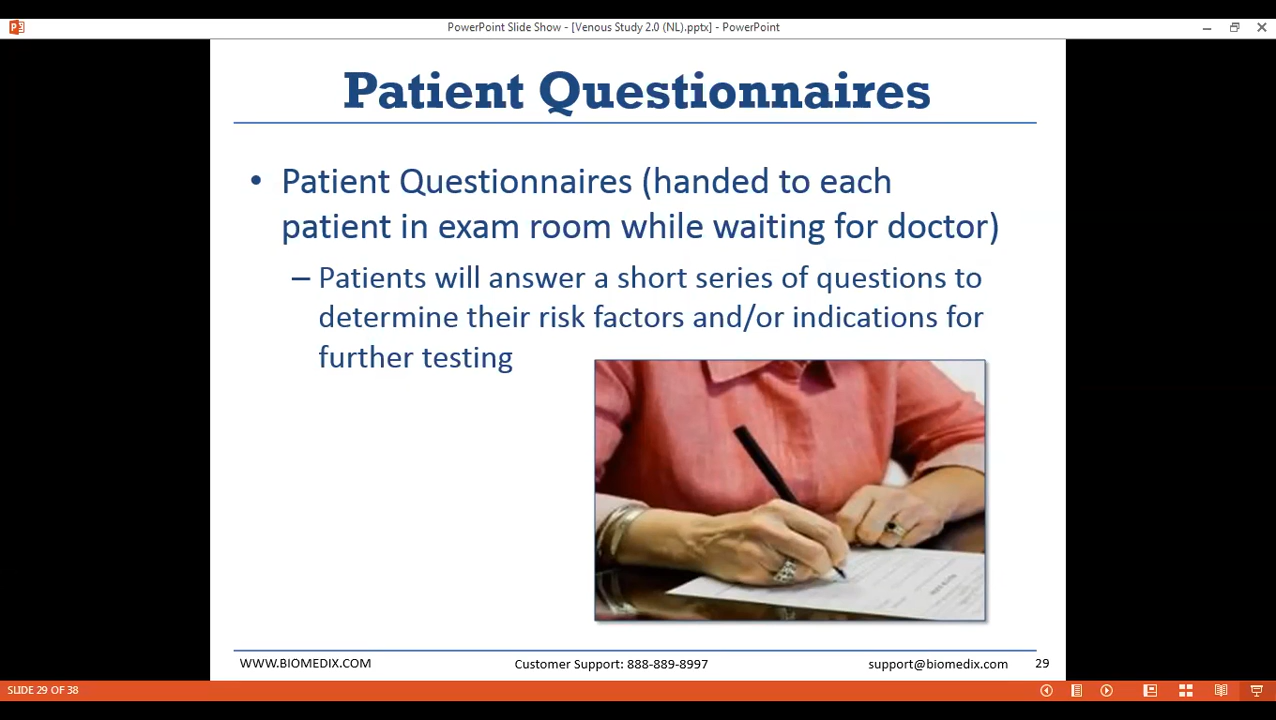 PowerPoint Slide Show - [Venous Study 2.0 (NL).pptx] - PowerPoint
Patient Questionnaires
• Patient Questionnaires (handed to each
patient in exam room while waiting for doctor)
– Patients will answer a short series of questions to
determine their risk factors and/or indications for
further testing
WWW.BIOMEDIX.COM
Customer Support: 888-889-8997
support@biomedix.com
29
SLIDE 29 OF 38